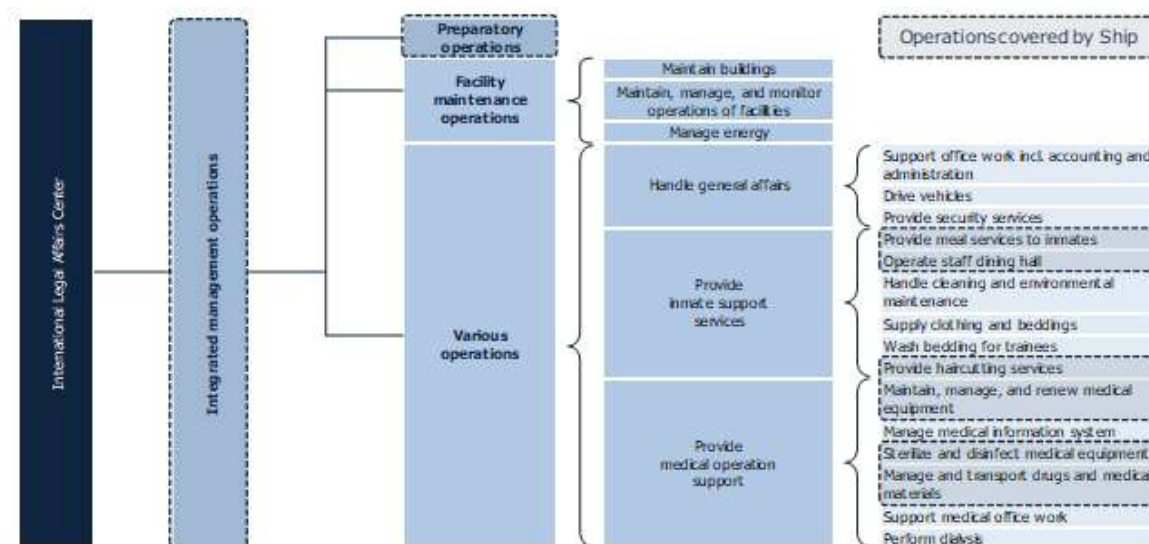 International Legal Affairs Center
Integrated management operations
Preparatory
operations
Facility
maintenance
operations
Various
operations
Maintain buildings
Maintain, manage, and monitor
operations of facilities
Manage energy
Handle general affairs
Provide
inmate support
services
Provide
medical operation
support
Operations covered by Ship
Support office work incl. accounting and
administration
Drive vehicles
Provide security services
Provide meal services to inmates
Operate staff dining hall
Handle cleaning and environmental
maintenance
Supply clothing and beddings
Wash bedding for trainees
Provide haircutting services
Maintain, manage, and renew medical
equipment
Manage medical information system
Sterilize and disinfect medical equipment
Manage and transport drugs and medical
materials
Support medical office work
Perform dialysis